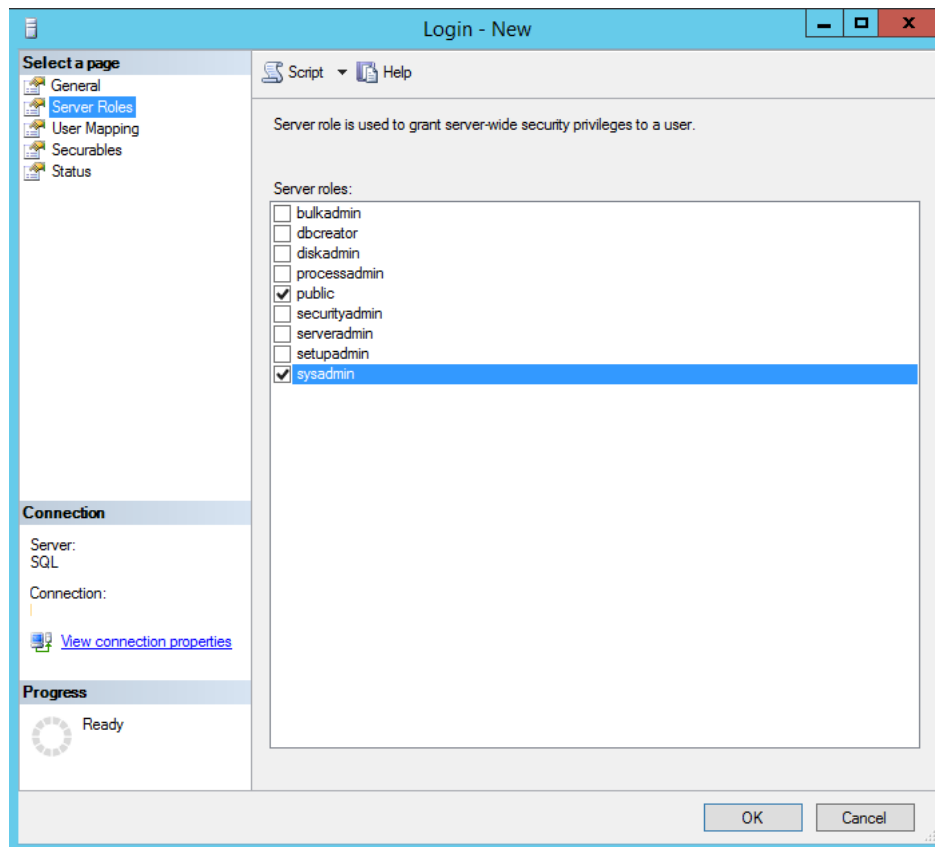 Login - New
x
Select a page
General
Server Roles
User Mapping
Securables
Status
Script Help
Server role is used to grant server-wide security privileges to a user.
Server roles:
bulkadmin
dbcreator
diskadmin
processadmin
public
securityadmin
serveradmin
setupadmin
sysadmin
Connection
Server:
SQL
Connection:
View connection properties
Progress
Ready
OK Cancel